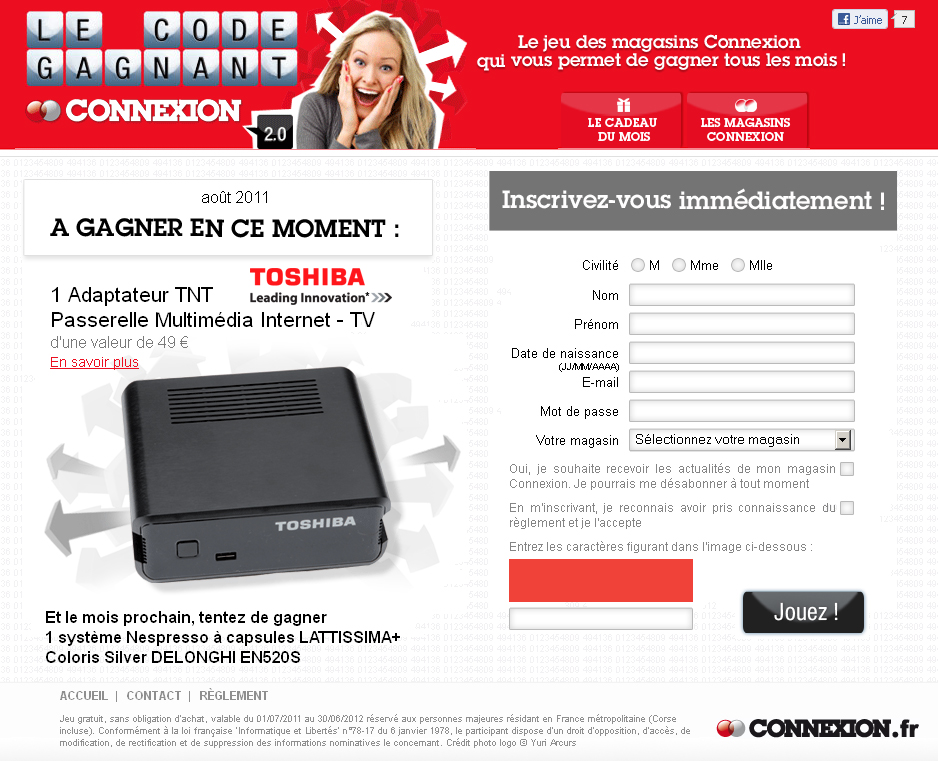 LE CODE
GAGNANT
CONNEXION
2.0
J'aime 7
Le jeu des magasins Connexion
qui vous permet de gagner tous les mois !
LE CADEAU
DU MOIS
LES MAGASINS
CONNEXION
août 2011
A GAGNER EN CE MOMENT :
TOSHIBA
Leading Innovation
1 Adaptateur TNT
Passerelle Multimédia Internet - TV
d'une valeur de 49 €
En savoir plus
TOSHIBA
Et le mois prochain, tentez de gagner
1 système Nespresso à capsules LATTISSIMA+
Coloris Silver DELONGHI EN520S
Inscrivez-vous immédiatement !
Civilité M Mme Mlle
Nom
Prénom
Date de naissance
(JJ/MM/AAAA)
E-mail
Mot de passe
Votre magasin Sélectionnez votre magasin
Oui, je souhaite recevoir les actualités de mon magasin
Connexion. Je pourrais me désabonner à tout moment
En m'inscrivant, je reconnais avoir pris connaissance du
règlement et je l'accepte
Entrez les caractères figurant dans l'image ci-dessous :
Jouez !
ACCUEIL | CONTACT | RÈGLEMENT
Jeu gratuit, sans obligation d'achat, valable du 01/07/2011 au 30/06/2012 réservé aux personnes majeures résidant en France métropolitaine (Corse
incluse). Conformément à la loi française 'Informatique et Libertés' n°78-17 du 6 janvier 1978, le participant dispose d'un droit d'opposition, d'accès, de
modification, de rectification et de suppression des informations nominatives le concernant. Crédit photo logo © Yuri Arcurs
CONNEXION.fr